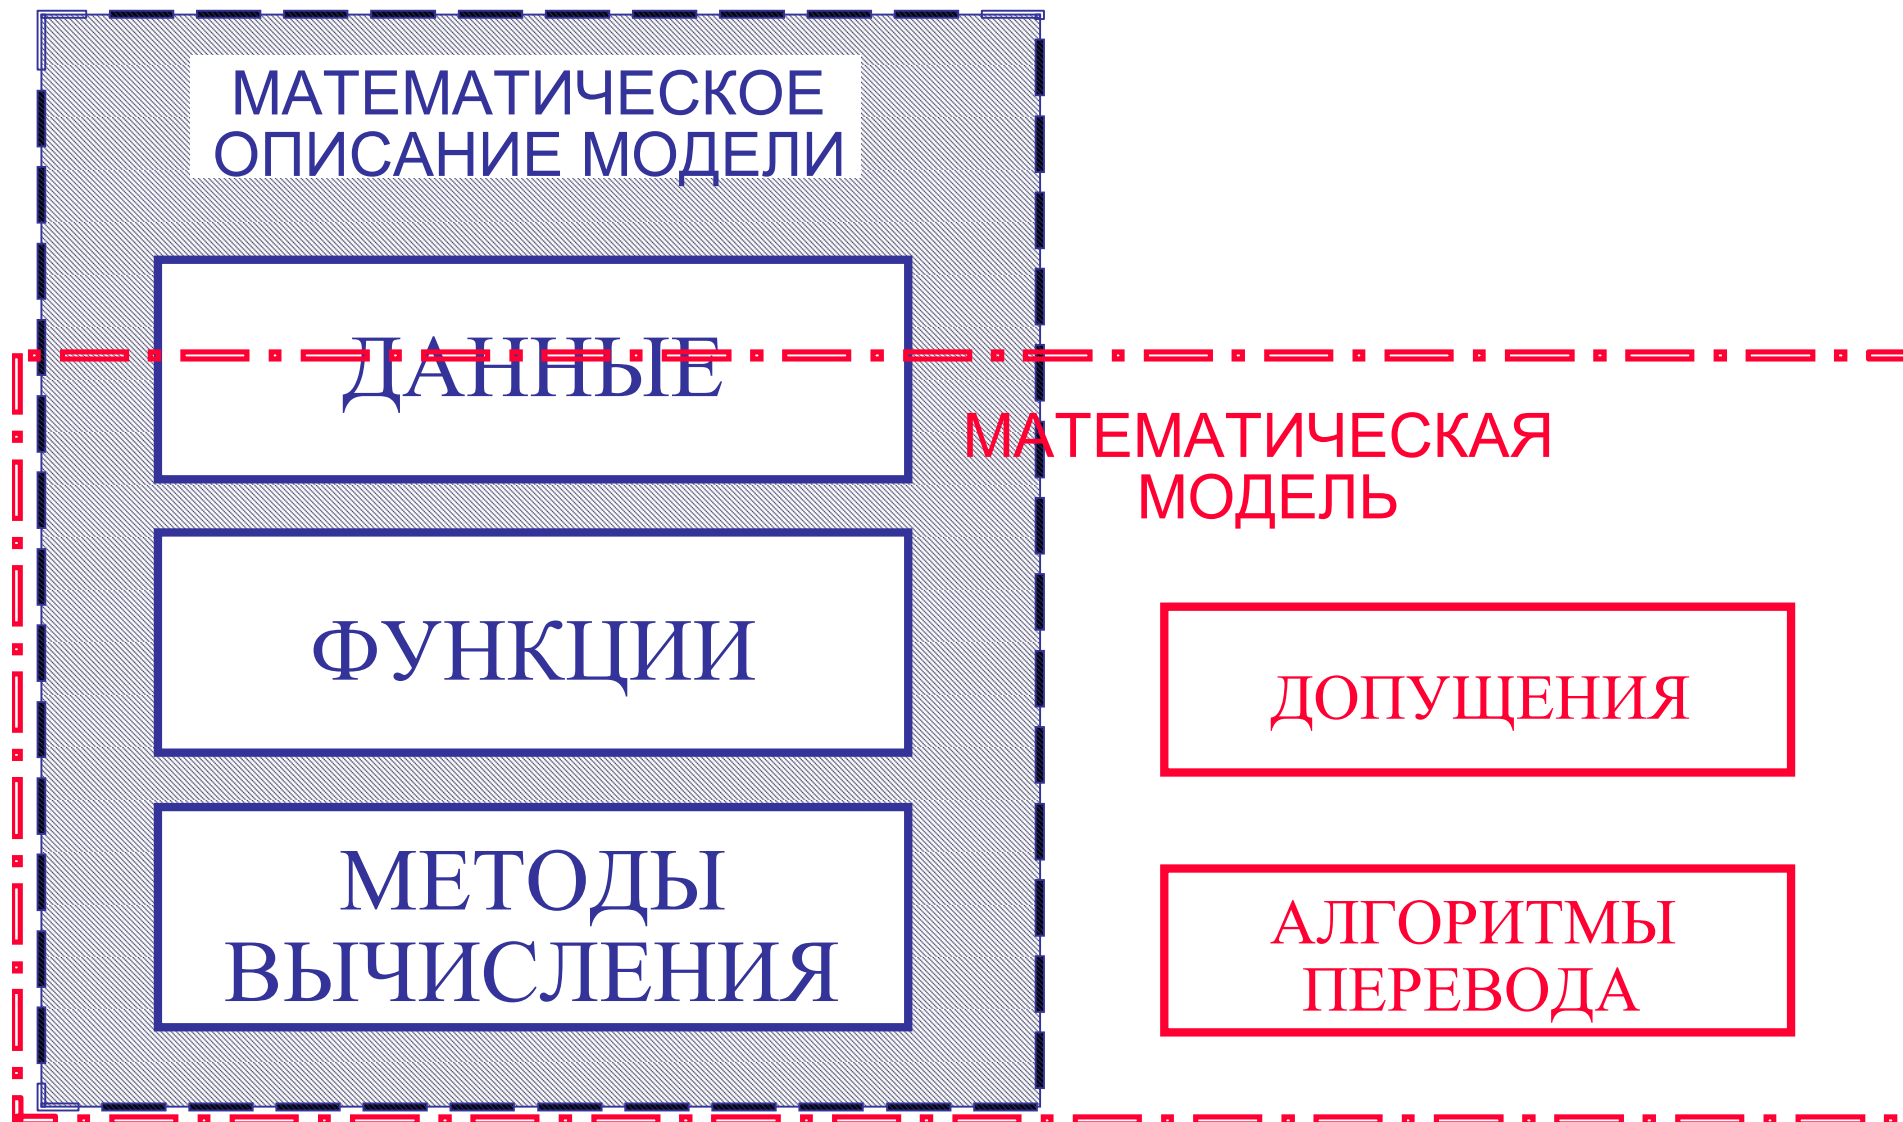 МАТЕМАТИЧЕСКОЕ
ОПИСАНИЕ МОДЕЛИ
ДАННЫЕ
ФУНКЦИИ
МЕТОДЫ
ВЫЧИСЛЕНИЯ
МАТЕМАТИЧЕСКАЯ
МОДЕЛЬ
ДОПУЩЕНИЯ
АЛГОРИТМЫ
ПЕРЕВОДА